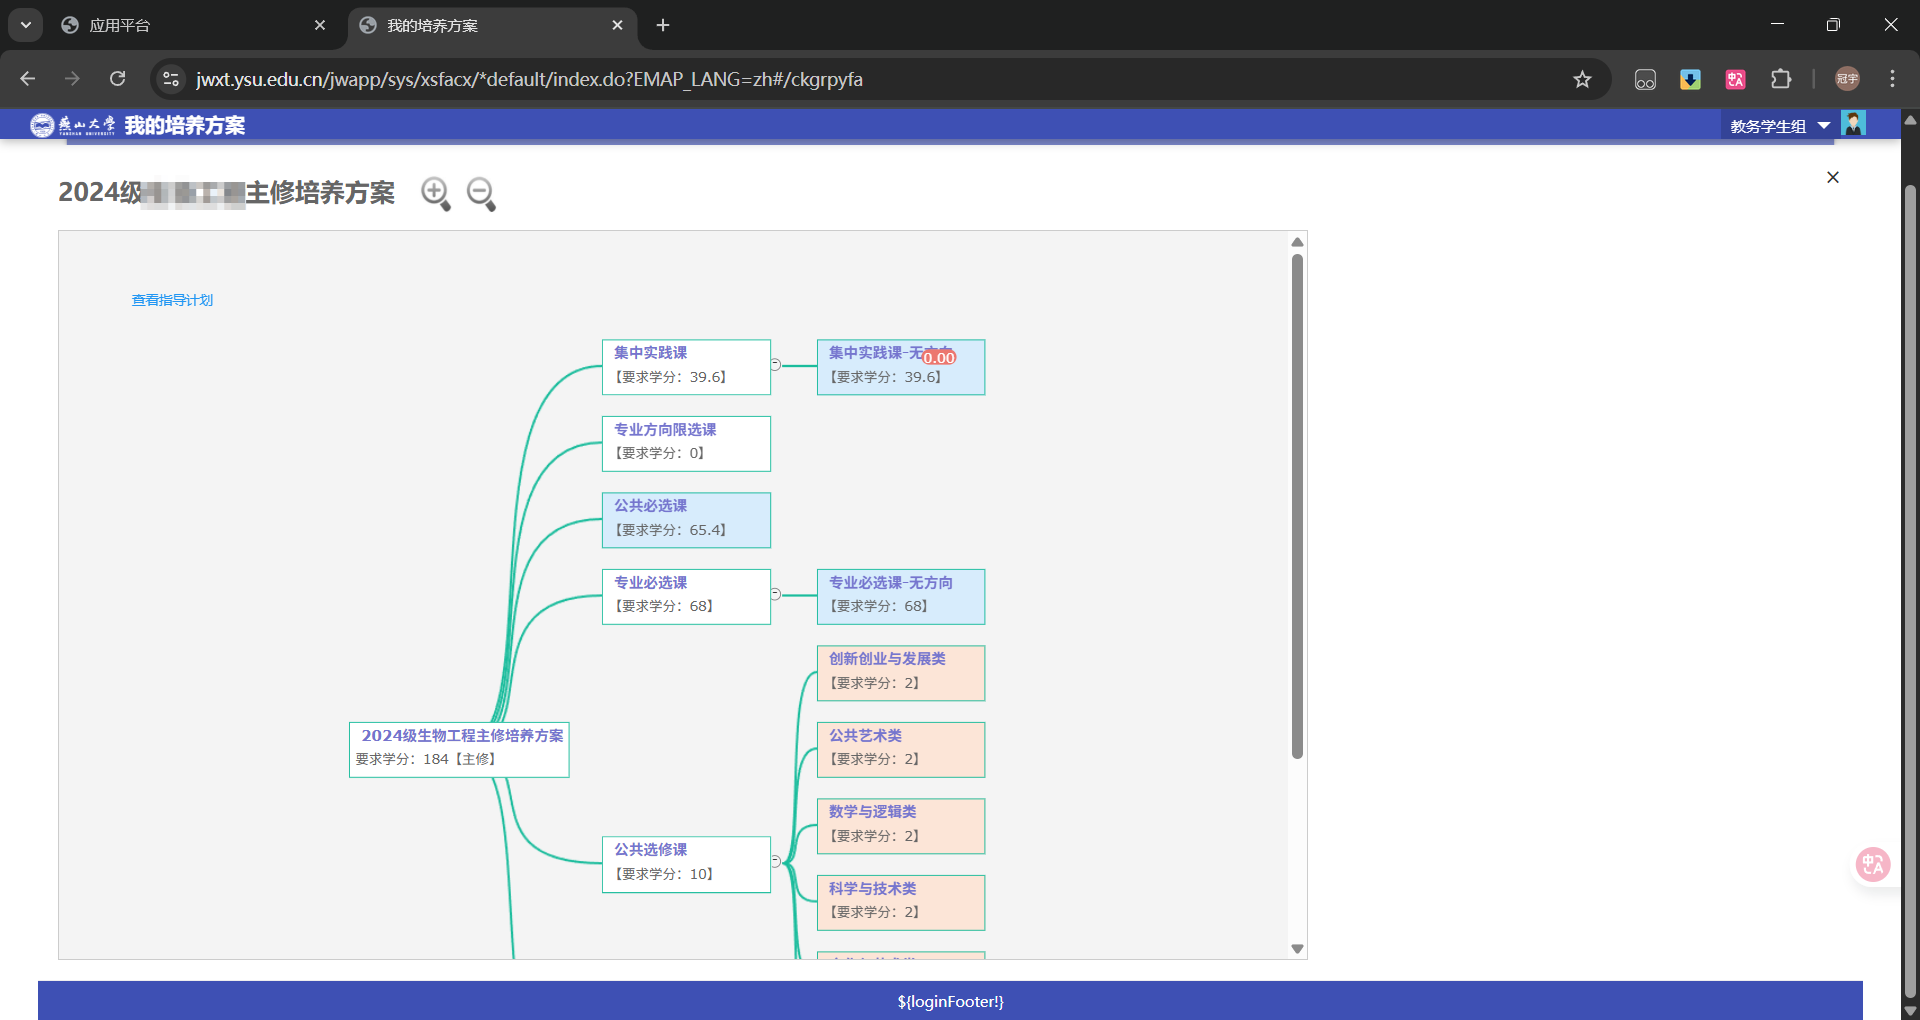 应用平台
我的培养方案
jwxt.ysu.edu.cn/jwapp/sys/xsfacx/*default/index.do?EMAP_LANG=zh#/ckgrpyfa
冠宇
燕山大学
YANSHAN UNIVERSITY
我的培养方案
教务学生组
2024级
主修培养方案
查看指导计划
集中实践课
【要求学分：39.6】
集中实践课-无方向
0.00
【要求学分：39.6】
专业方向限选课
【要求学分：0】
公共必选课
【要求学分：65.4】
专业必选课
【要求学分：68】
专业必选课-无方向
【要求学分：68】
创新创业与发展类
【要求学分：2】
2024级生物工程主修培养方案
要求学分：184【主修】
公共艺术类
【要求学分：2】
数学与逻辑类
【要求学分：2】
公共选修课
【要求学分：10】
科学与技术类
【要求学分：2】
${loginFooter!}